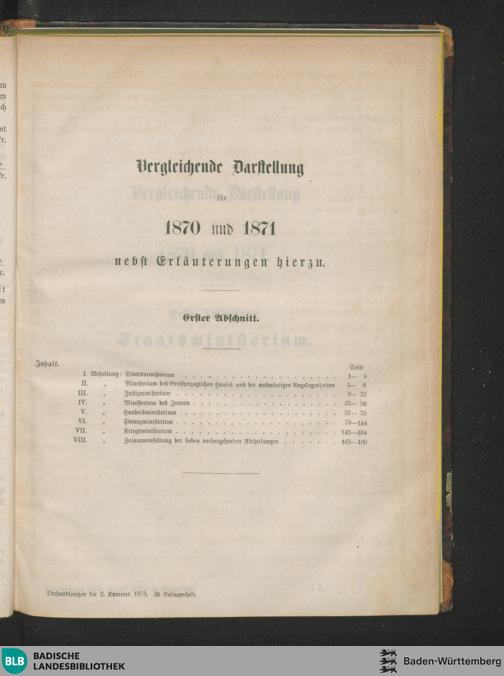 Vergleichende Darstellung
für
1870 und 1871
nebst Erläuterungen hierzu.
Erster Abschnitt.
Inhalt.
Seite
I. Abtheilung: Staatsministerium 1— 4
II. „ Ministerium des Großherzoglichen Hauses und der auswärtigen Angelegenheiten 5— 8
III. „ Justizministerium 9— 22
IV. „ Ministerium des Innern 23— 56
V. „ Handelsministerium 57— 78
VI. „ Finanzministerium 79—144
VII. „ Kriegsministerium 145—164
VIII. „ Zusammenstellung der sieben vorhergehenden Abtheilungen 165—180
Verhandlungen der 2. Kammer 1873. 2s Beilagenheft.
BLB BADISCHE
LANDESBIBLIOTHEK
Baden-Württemberg